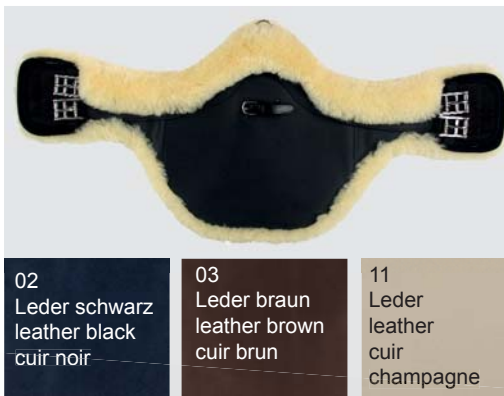 02
Leder schwarz
leather black
cuir noir
03
Leder braun
leather brown
cuir brun
11
Leder
leather
cuir
champagne